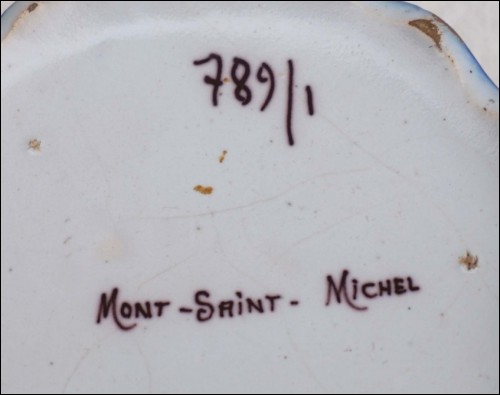 789/1
MONT - SAINT - MICHEL